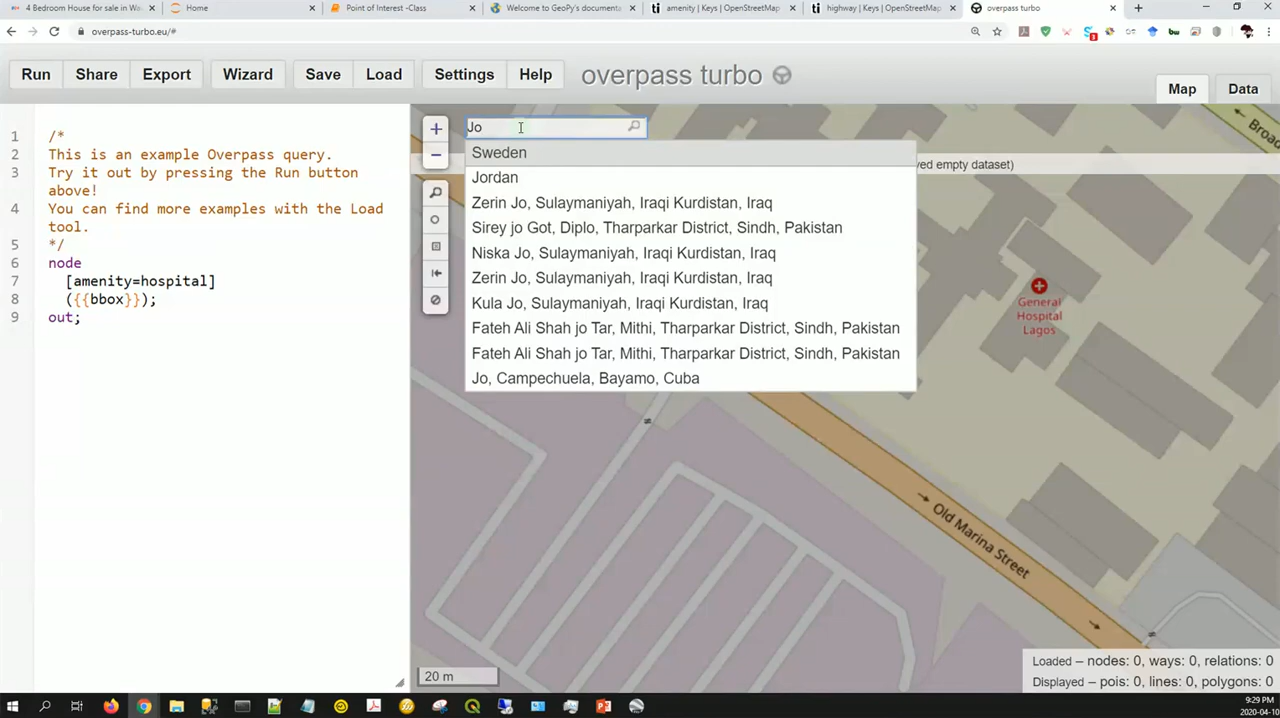 4 Bedroom House for sale in Wa
Home
Point of Interest -Class
Welcome to GeoPy's documenta
amenity | Keys | OpenStreetMap
highway | Keys | OpenStreetMap
overpass turbo
overpass-turbo.eu/#
Run
Share
Export
Wizard
Save
Load
Settings
Help
overpass turbo
Map
Data
1 /*
2 This is an example Overpass query.
3 Try it out by pressing the Run button
above!
4 You can find more examples with the Load
tool.
5 */
6 node
7 [amenity=hospital]
8 ({{bbox}});
9 out;
+
−
Jo
Sweden
Jordan
Zerin Jo, Sulaymaniyah, Iraqi Kurdistan, Iraq
Sirey jo Got, Diplo, Tharparkar District, Sindh, Pakistan
Niska Jo, Sulaymaniyah, Iraqi Kurdistan, Iraq
Zerin Jo, Sulaymaniyah, Iraqi Kurdistan, Iraq
Kula Jo, Sulaymaniyah, Iraqi Kurdistan, Iraq
Fateh Ali Shah jo Tar, Mithi, Tharparkar District, Sindh, Pakistan
Fateh Ali Shah jo Tar, Mithi, Tharparkar District, Sindh, Pakistan
Jo, Campechuela, Bayamo, Cuba
ved empty dataset)
Broad
General
Hospital
Lagos
Old Marina Street
20 m
Loaded – nodes: 0, ways: 0, relations: 0
Displayed – pois: 0, lines: 0, polygons: 0
9:29 PM
2020-04-10